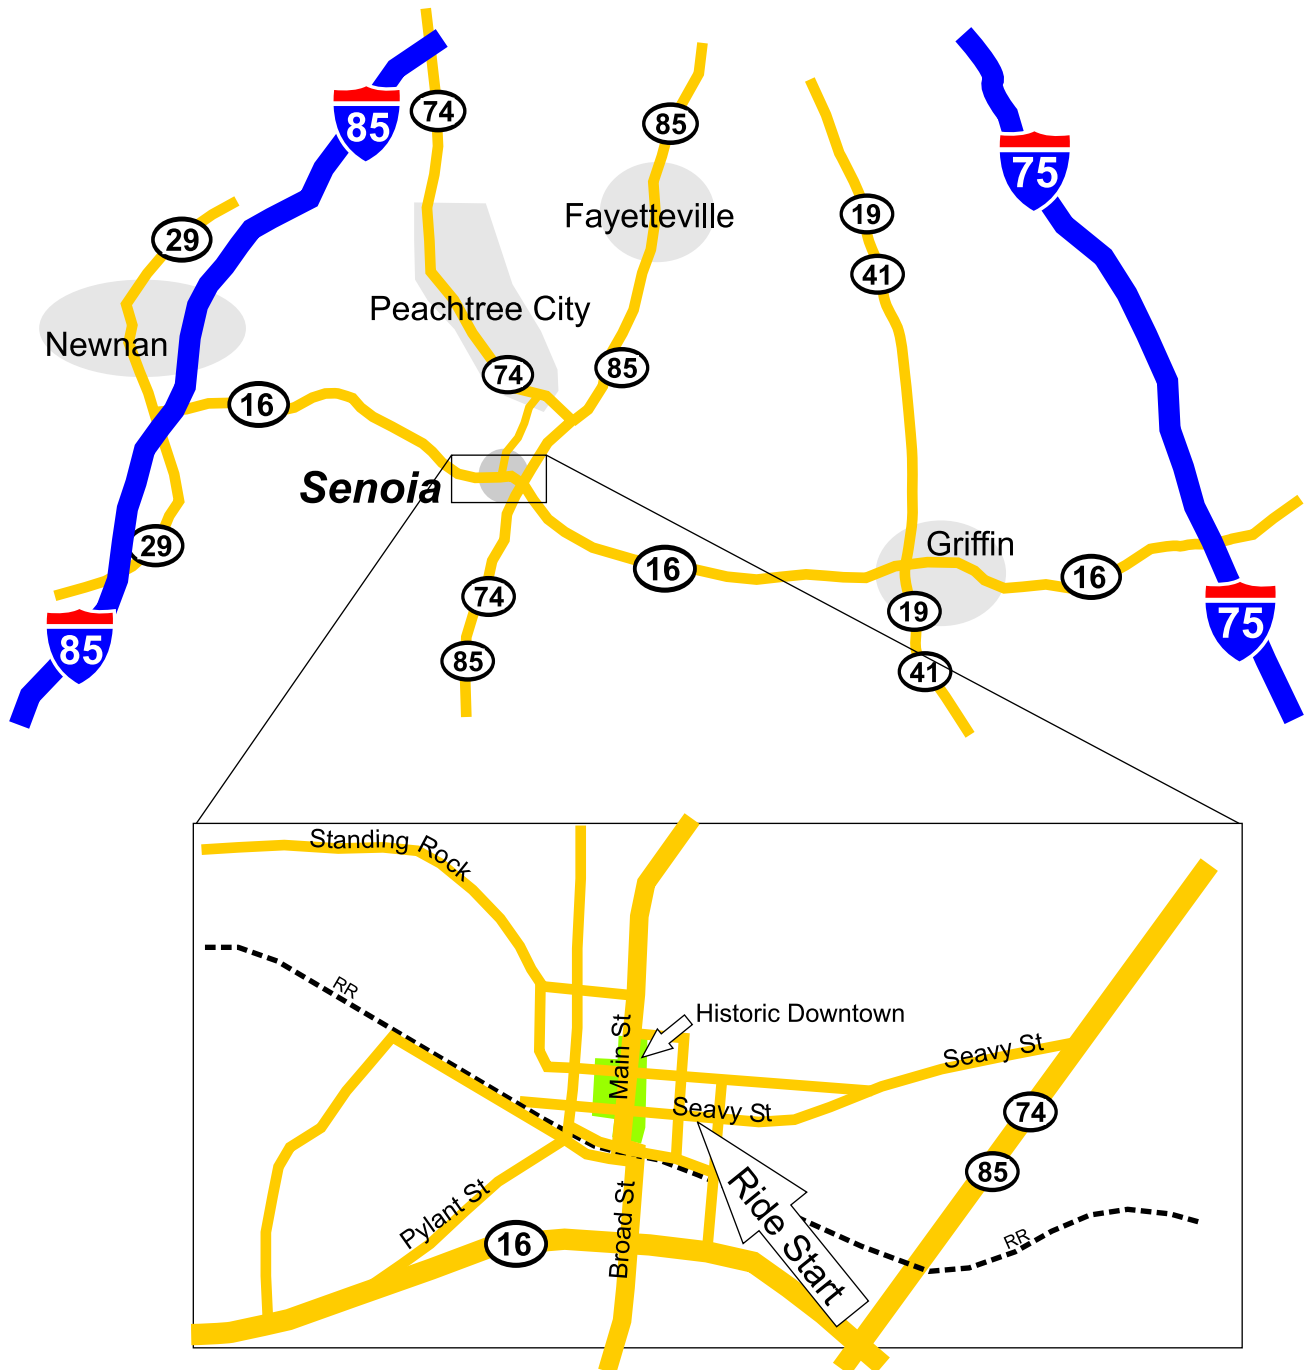 85
74
85
75
29
Fayetteville
19
41
Peachtree City
Newnan
74
85
16
Senoia
29
Griffin
16
16
74
19
85
75
85
41
Standing Rock
RR
Historic Downtown
Main St
Seavy St
Seavy St
74
85
Ride Start
Pylant St
Broad St
16
RR